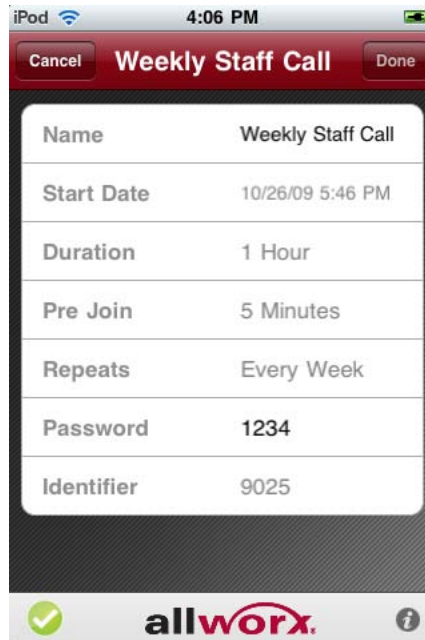 iPod 4:06 PM
Cancel Weekly Staff Call Done
Name Weekly Staff Call
Start Date 10/26/09 5:46 PM
Duration 1 Hour
Pre Join 5 Minutes
Repeats Every Week
Password 1234
Identifier 9025
allworx.